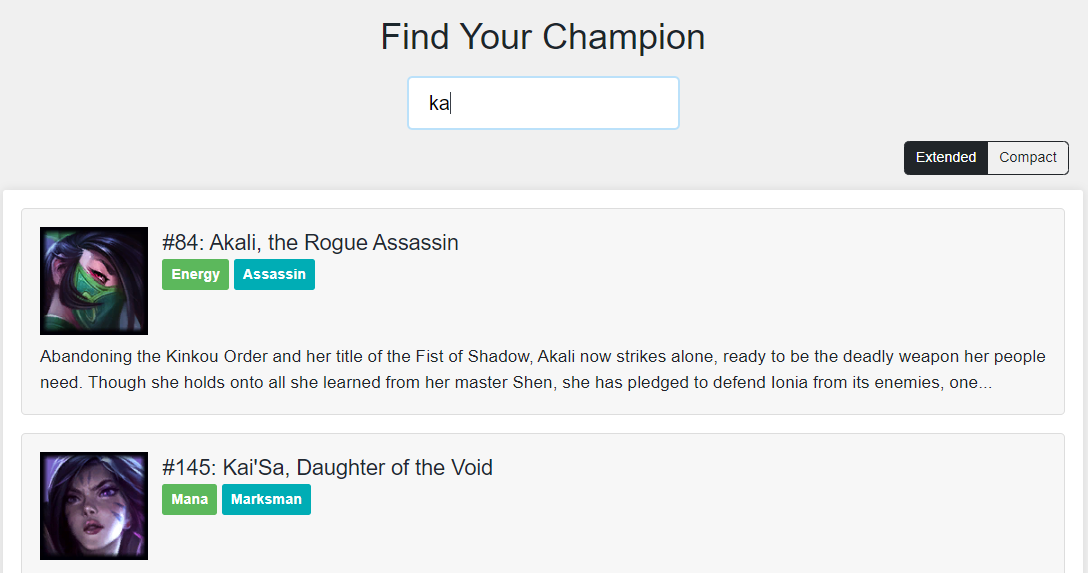 Find Your Champion
ka
Extended Compact
#84: Akali, the Rogue Assassin
Energy Assassin
Abandoning the Kinkou Order and her title of the Fist of Shadow, Akali now strikes alone, ready to be the deadly weapon her people
need. Though she holds onto all she learned from her master Shen, she has pledged to defend Ionia from its enemies, one...
#145: Kai'Sa, Daughter of the Void
Mana Marksman